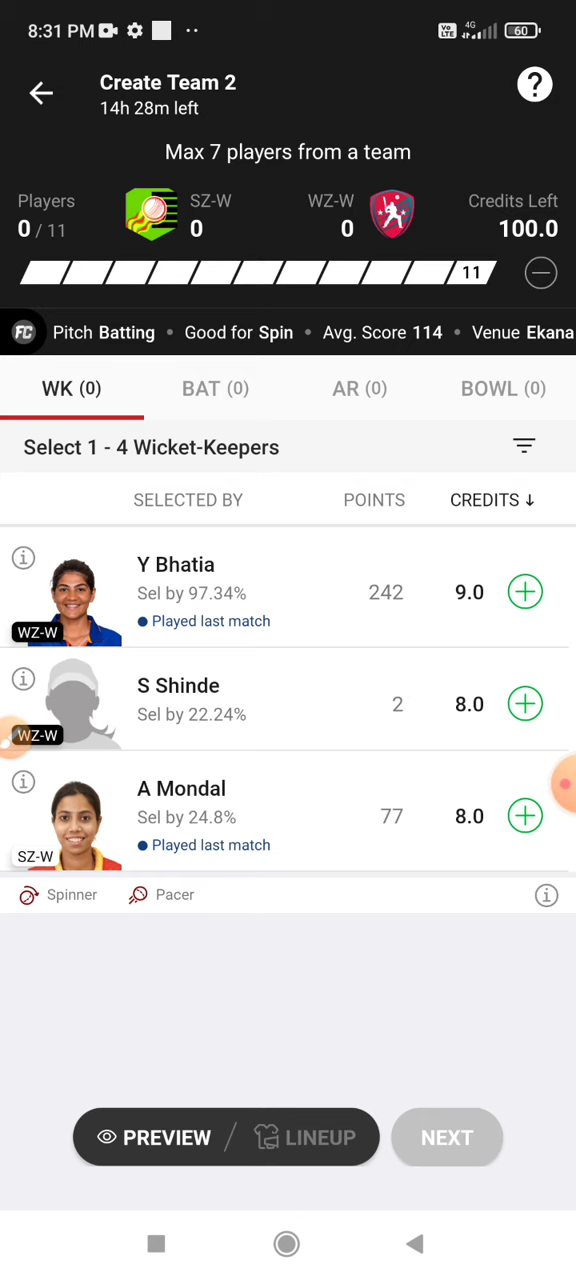 8:31 PM
Vo LTE 4G 60
Create Team 2
14h 28m left
?
Max 7 players from a team
Players SZ-W WZ-W Credits Left
0 / 11 0 0 100.0
11
FC Pitch Batting • Good for Spin • Avg. Score 114 • Venue Ekana
WK (0) BAT (0) AR (0) BOWL (0)
Select 1 - 4 Wicket-Keepers
SELECTED BY POINTS CREDITS ↓
Y Bhatia
Sel by 97.34% 242 9.0
Played last match
WZ-W
S Shinde
Sel by 22.24% 2 8.0
WZ-W
A Mondal
Sel by 24.8% 77 8.0
Played last match
SZ-W
Spinner Pacer
PREVIEW / LINEUP NEXT